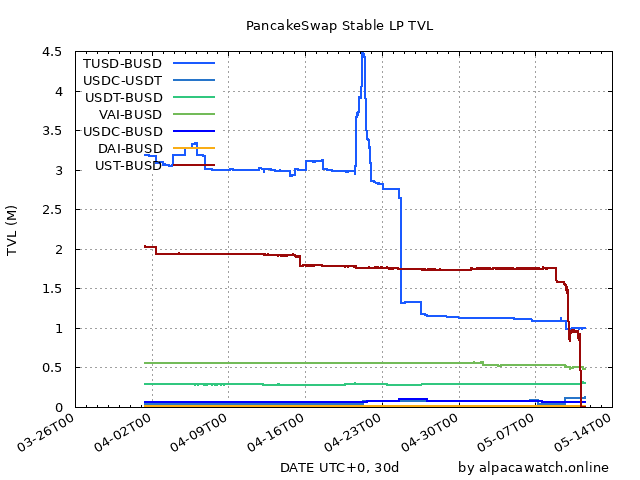 PancakeSwap Stable LP TVL
4.5
4
3.5
3
2.5
2
1.5
1
0.5
0
TVL (M)
TUSD-BUSD
USDC-USDT
USDT-BUSD
VAI-BUSD
USDC-BUSD
DAI-BUSD
UST-BUSD
03-26T00
04-02T00
04-09T00
04-16T00
04-23T00
04-30T00
05-07T00
05-14T00
DATE UTC+0, 30d
by alpacawatch.online